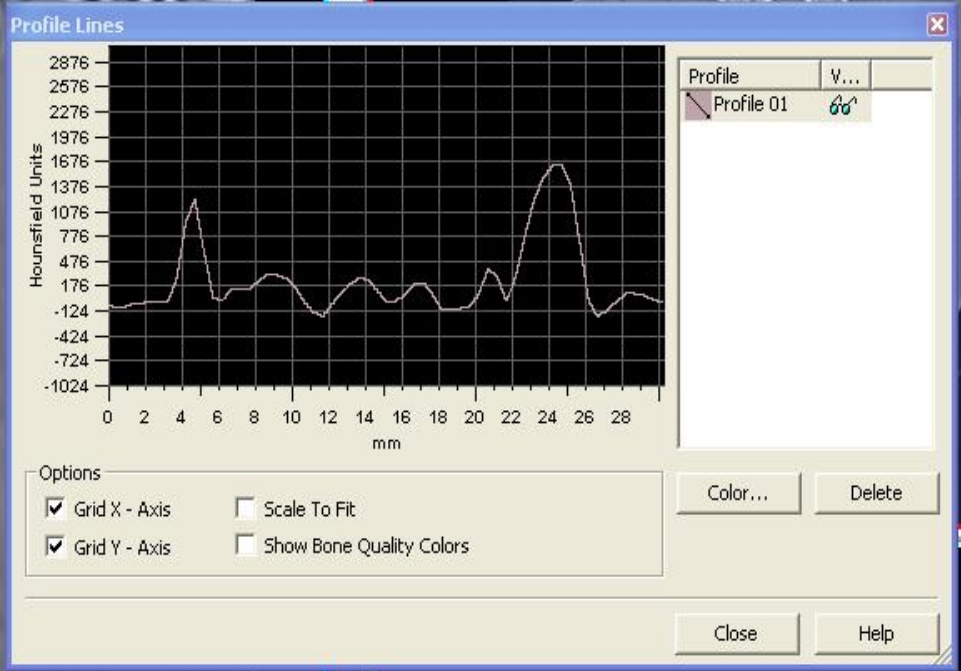 Profile Lines
Hounsfield Units
2876
2576
2276
1976
1676
1376
1076
776
476
176
-124
-424
-724
-1024
0 2 4 6 8 10 12 14 16 18 20 22 24 26 28
mm
Profile V...
Profile 01
Options
Grid X - Axis
Scale To Fit
Grid Y - Axis
Show Bone Quality Colors
Color... Delete
Close Help